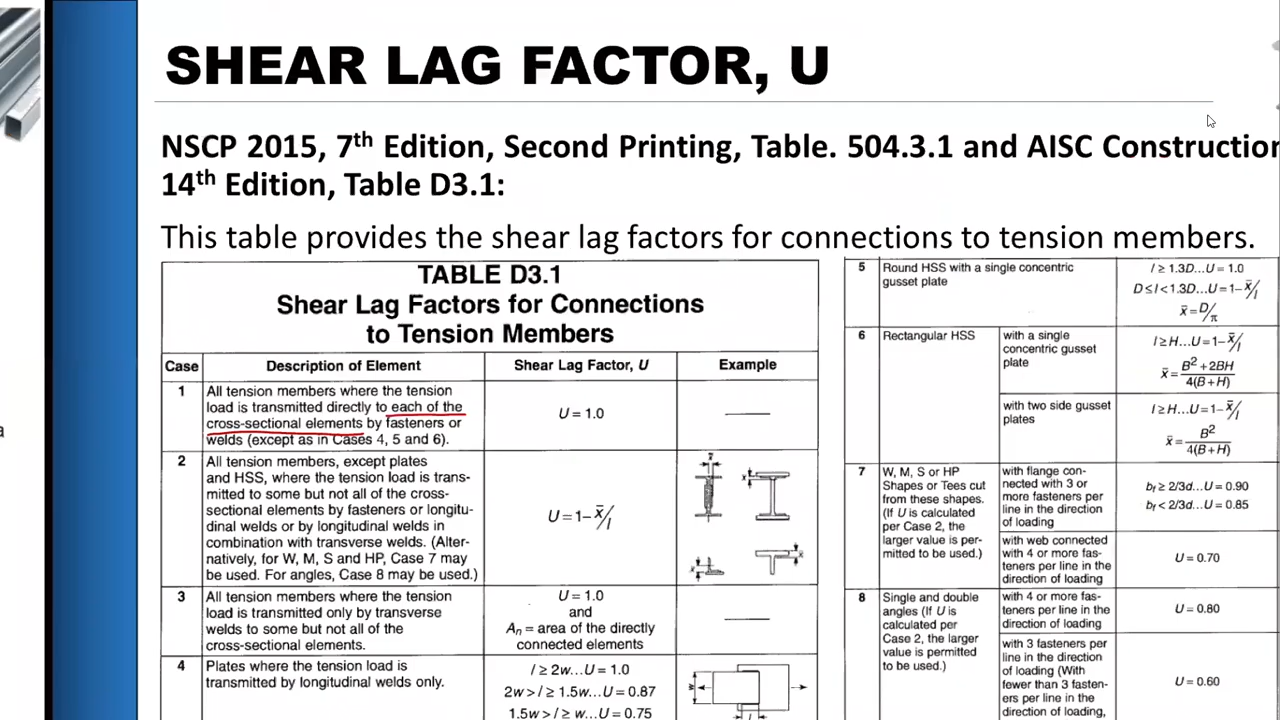 SHEAR LAG FACTOR, U
NSCP 2015, 7th Edition, Second Printing, Table. 504.3.1 and AISC Construction
14th Edition, Table D3.1:
This table provides the shear lag factors for connections to tension members.
TABLE D3.1
Shear Lag Factors for Connections
to Tension Members
Case Description of Element Shear Lag Factor, U Example
1 All tension members where the tension
load is transmitted directly to each of the
cross-sectional elements by fasteners or
welds (except as in Cases 4, 5 and 6).
U = 1.0
2 All tension members, except plates
and HSS, where the tension load is trans-
mitted to some but not all of the cross-
sectional elements by fasteners or longitu-
dinal welds or by longitudinal welds in
combination with transverse welds. (Alter-
natively, for W, M, S and HP, Case 7 may
be used. For angles, Case 8 may be used.)
U = 1− x̄/l
3 All tension members where the tension
load is transmitted only by transverse
welds to some but not all of the
cross-sectional elements.
U = 1.0
and
An = area of the directly
connected elements
4 Plates where the tension load is
transmitted by longitudinal welds only.
l ≥ 2w...U = 1.0
2w > l ≥ 1.5w...U = 0.87
1.5w > l ≥ w...U = 0.75
w
l
5 Round HSS with a single concentric
gusset plate
l ≥ 1.3D...U = 1.0
D ≤ l < 1.3D...U = 1− x̄/l
x̄ = D/π
6 Rectangular HSS
with a single
concentric gusset
plate
l ≥ H...U = 1− x̄/l
x̄ = B² + 2BH
4(B + H)
with two side gusset
plates
l ≥ H...U = 1− x̄/l
x̄ = B²
4(B + H)
7 W, M, S or HP
Shapes or Tees cut
from these shapes.
(If U is calculated
per Case 2, the
larger value is per-
mitted to be used.)
with flange con-
nected with 3 or
more fasteners per
line in the direction
of loading
bf ≥ 2/3d...U = 0.90
bf < 2/3d...U = 0.85
with web connected
with 4 or more fas-
teners per line in the
direction of loading
U = 0.70
8 Single and double
angles (If U is
calculated per
Case 2, the larger
value is permitted
to be used.)
with 4 or more fas-
teners per line in the
direction of loading
U = 0.80
with 3 fasteners per
line in the direction
of loading (With
fewer than 3 fasten-
ers per line in the
direction of loading,
U = 0.60